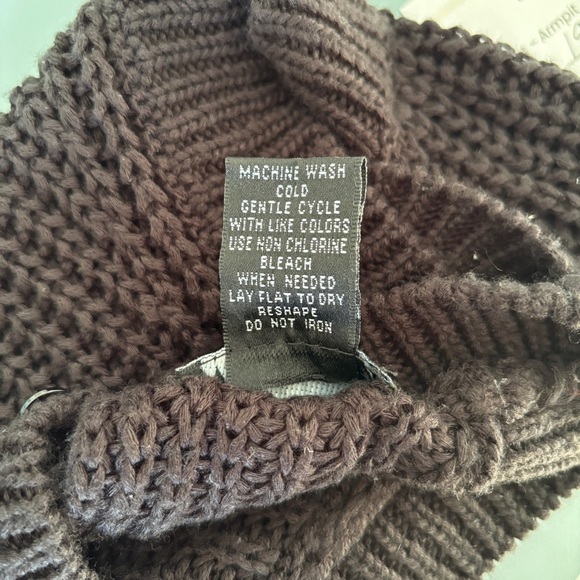 - Armpit
MACHINE WASH
COLD
GENTLE CYCLE
WITH LIKE COLORS
USE NON CHLORINE
BLEACH
WHEN NEEDED
LAY FLAT TO DRY
RESHAPE
DO NOT IRON